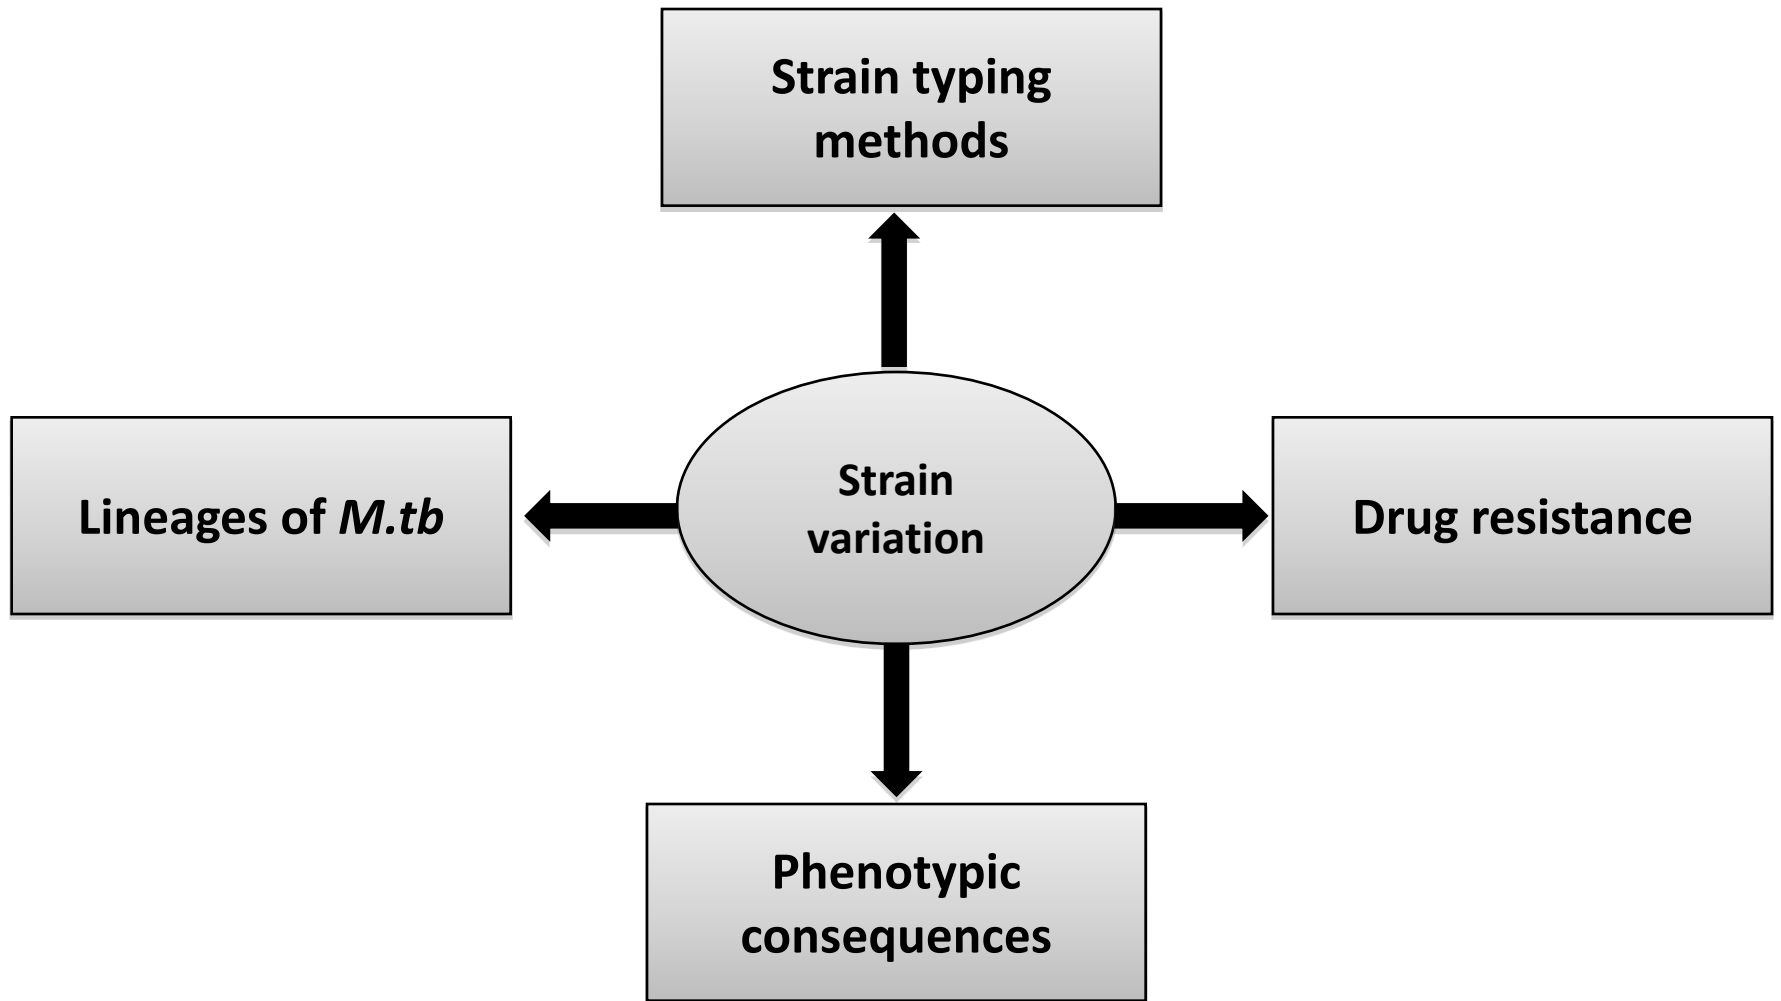 Strain typing
methods
Lineages of M.tb
Strain
variation
Drug resistance
Phenotypic
consequences